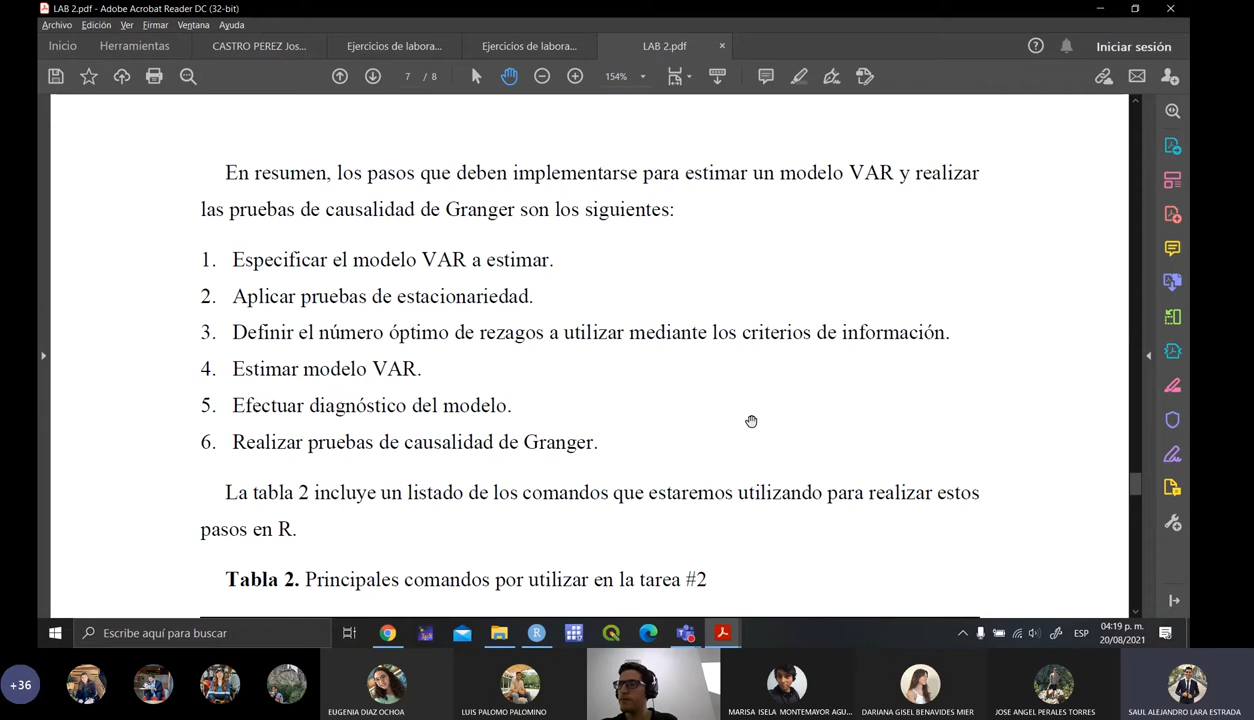 LAB 2.pdf - Adobe Acrobat Reader DC (32-bit)
Archivo Edición Ver Firmar Ventana Ayuda
Inicio Herramientas CASTRO PEREZ Jos... Ejercicios de labora... Ejercicios de labora... LAB 2.pdf × Iniciar sesión
7 / 8 154%
En resumen, los pasos que deben implementarse para estimar un modelo VAR y realizar
las pruebas de causalidad de Granger son los siguientes:
1. Especificar el modelo VAR a estimar.
2. Aplicar pruebas de estacionariedad.
3. Definir el número óptimo de rezagos a utilizar mediante los criterios de información.
4. Estimar modelo VAR.
5. Efectuar diagnóstico del modelo.
6. Realizar pruebas de causalidad de Granger.
La tabla 2 incluye un listado de los comandos que estaremos utilizando para realizar estos
pasos en R.
Tabla 2. Principales comandos por utilizar en la tarea #2
Escribe aquí para buscar
ESP
04:19 p. m.
20/08/2021
+36
EUGENIA DIAZ OCHOA LUIS PALOMO PALOMINO MARISA ISELA MONTEMAYOR AGU... DARIANA GISEL BENAVIDES MIER JOSE ANGEL PERALES TORRES SAUL ALEJANDRO LARA ESTRADA